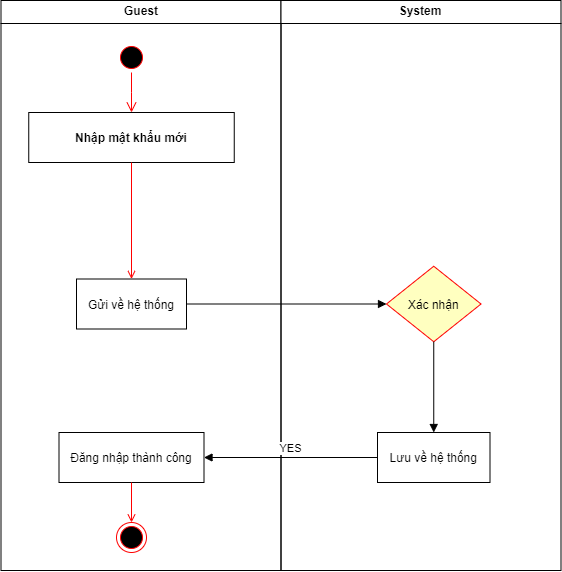 Guest
System
Nhập mật khẩu mới
Gửi về hệ thống
Xác nhận
Đăng nhập thành công
YES
Lưu về hệ thống